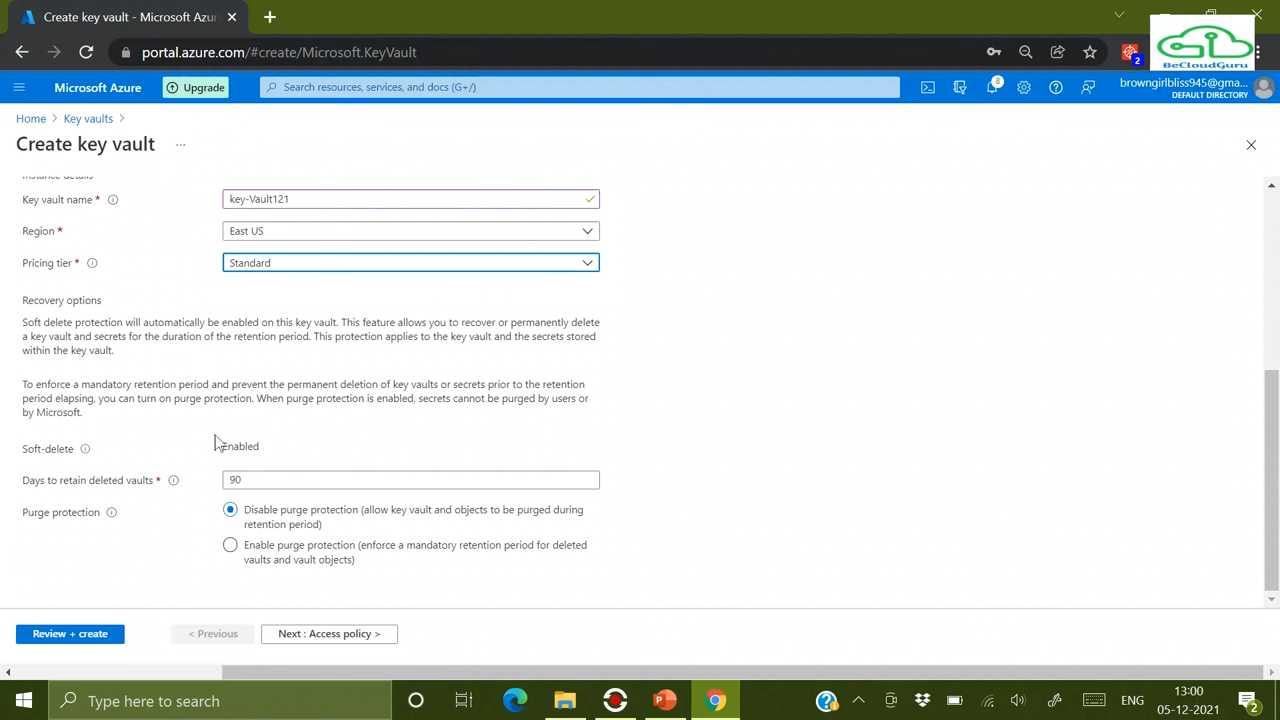 Create key vault - Microsoft Azur
portal.azure.com/#create/Microsoft.KeyVault
2
BeCloudGuru
Microsoft Azure
Upgrade
Search resources, services, and docs (G+/)
8
browngirlbliss945@gma...
DEFAULT DIRECTORY
Home > Key vaults >
Create key vault ...
Instance details
Key vault name *
key-Vault121
Region *
East US
Pricing tier *
Standard
Recovery options
Soft delete protection will automatically be enabled on this key vault. This feature allows you to recover or permanently delete
a key vault and secrets for the duration of the retention period. This protection applies to the key vault and the secrets stored
within the key vault.
To enforce a mandatory retention period and prevent the permanent deletion of key vaults or secrets prior to the retention
period elapsing, you can turn on purge protection. When purge protection is enabled, secrets cannot be purged by users or
by Microsoft.
Soft-delete
Enabled
Days to retain deleted vaults *
90
Purge protection
Disable purge protection (allow key vault and objects to be purged during
retention period)
Enable purge protection (enforce a mandatory retention period for deleted
vaults and vault objects)
Review + create
< Previous
Next : Access policy >
Type here to search
ENG
13:00
05-12-2021
2